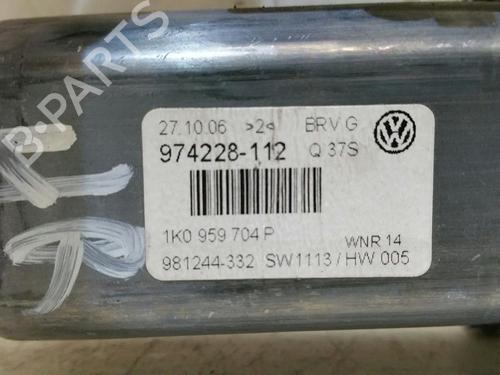 B-PARTS
27.10.06 >2< BRV G
974228-112 Q 37S
1K0 959 704 P
WNR 14
981244-332 SW1113 / HW 005